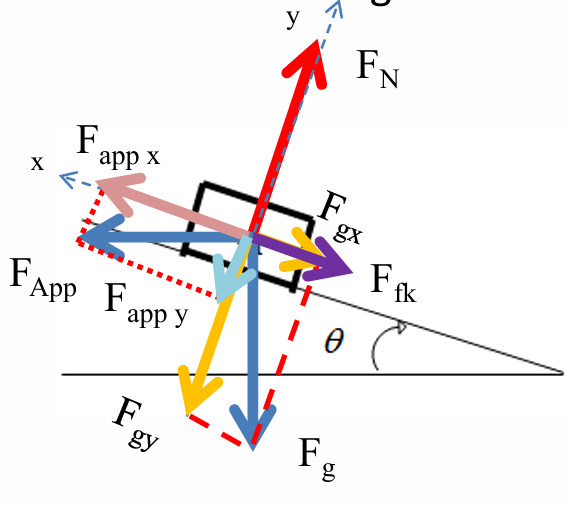 y
F_N
F_app x
x
F_gx
F_App
F_fk
F_app y
θ
F_gy
F_g